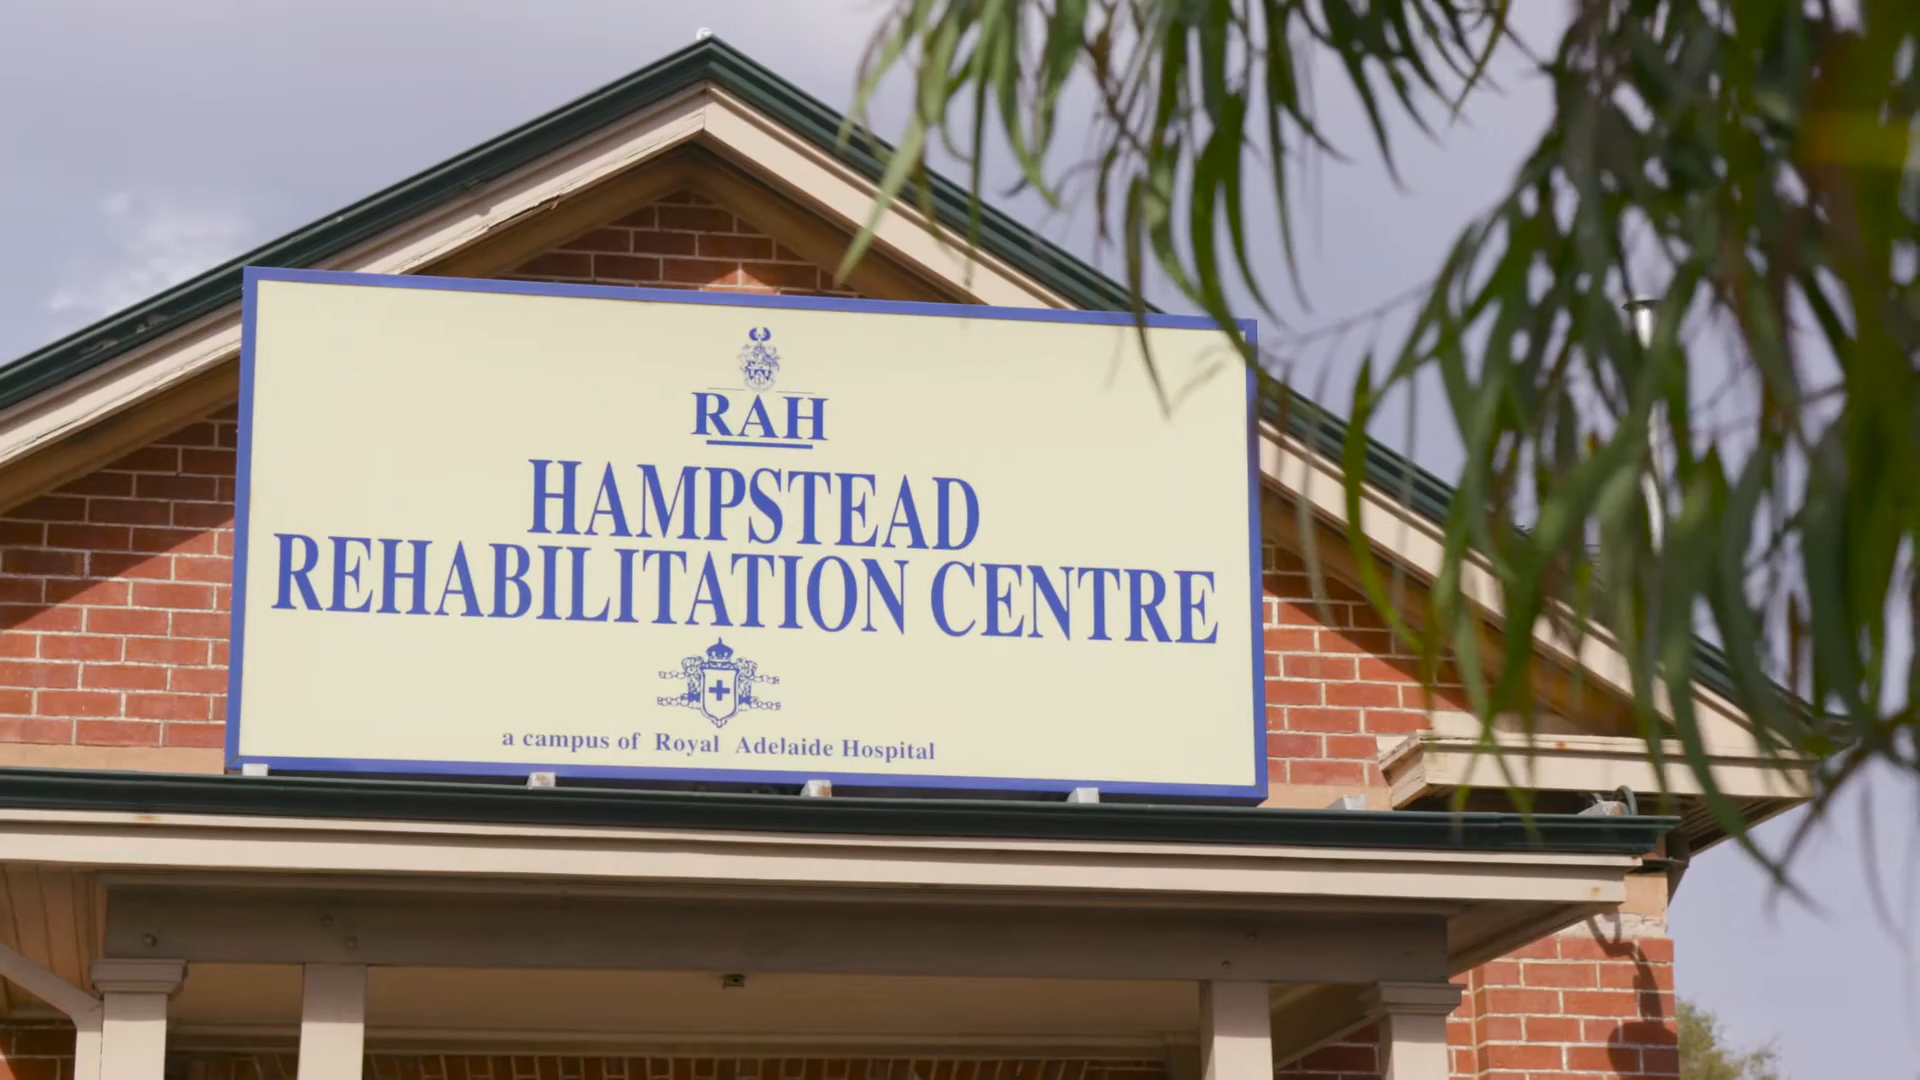 RAH
HAMPSTEAD
REHABILITATION CENTRE
a campus of Royal Adelaide Hospital